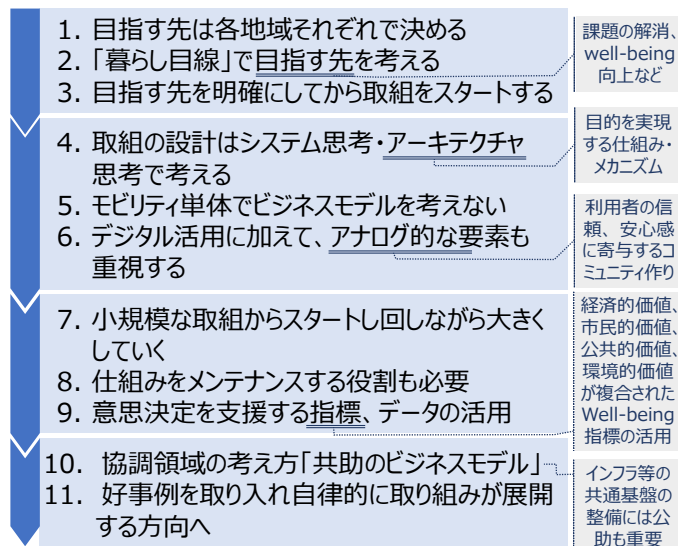 1. 目指す先は各地域それぞれで決める
2. 「暮らし目線」で目指す先を考える
3. 目指す先を明確にしてから取組をスタートする
課題の解消、
well-being
向上など
4. 取組の設計はシステム思考・アーキテクチャ
思考で考える
5. モビリティ単体でビジネスモデルを考えない
6. デジタル活用に加えて、アナログ的な要素も
重視する
目的を実現
する仕組み・
メカニズム
利用者の信
頼、安心感
に寄与するコ
ミュニティ作り
7. 小規模な取組からスタートし回しながら大きく
していく
8. 仕組みをメンテナンスする役割も必要
9. 意思決定を支援する指標、データの活用
経済的価値、
市民的価値、
公共的価値、
環境的価値
が複合された
Well-being
指標の活用
10. 協調領域の考え方「共助のビジネスモデル」
11. 好事例を取り入れ自律的に取り組みが展開
する方向へ
インフラ等の
共通基盤の
整備には公
助も重要